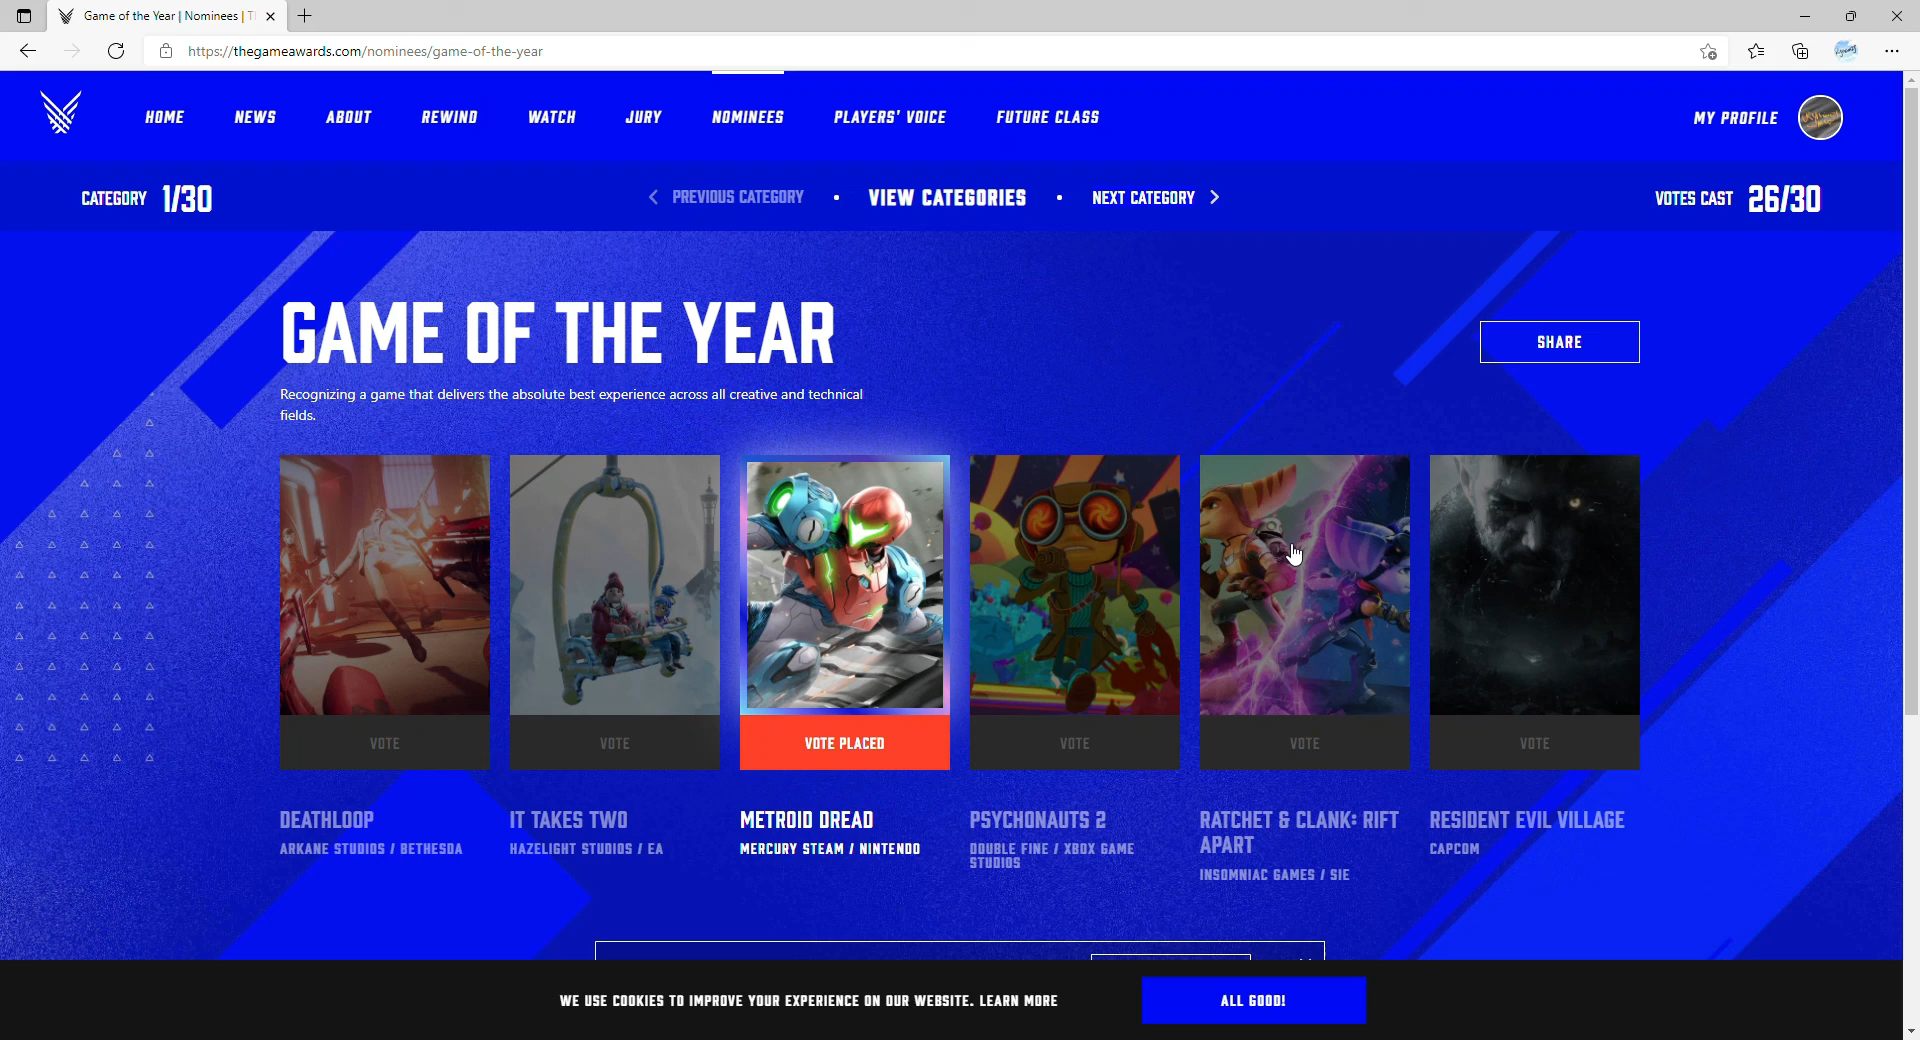 Game of the Year | Nominees | T
https://thegameawards.com/nominees/game-of-the-year
HOME NEWS ABOUT REWIND WATCH JURY NOMINEES PLAYERS' VOICE FUTURE CLASS MY PROFILE
CATEGORY 1/30 PREVIOUS CATEGORY • VIEW CATEGORIES • NEXT CATEGORY VOTES CAST 26/30
GAME OF THE YEAR
SHARE
Recognizing a game that delivers the absolute best experience across all creative and technical
fields.
VOTE VOTE VOTE PLACED VOTE VOTE VOTE
DEATHLOOP
ARKANE STUDIOS / BETHESDA
IT TAKES TWO
HAZELIGHT STUDIOS / EA
METROID DREAD
MERCURY STEAM / NINTENDO
PSYCHONAUTS 2
DOUBLE FINE / XBOX GAME
STUDIOS
RATCHET & CLANK: RIFT
APART
INSOMNIAC GAMES / SIE
RESIDENT EVIL VILLAGE
CAPCOM
WE USE COOKIES TO IMPROVE YOUR EXPERIENCE ON OUR WEBSITE. LEARN MORE ALL GOOD!